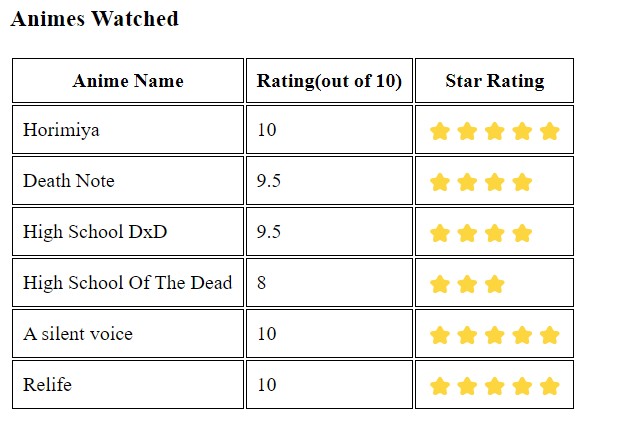 Animes Watched
Anime Name Rating(out of 10) Star Rating
Horimiya 10
Death Note 9.5
High School DxD 9.5
High School Of The Dead 8
A silent voice 10
Relife 10